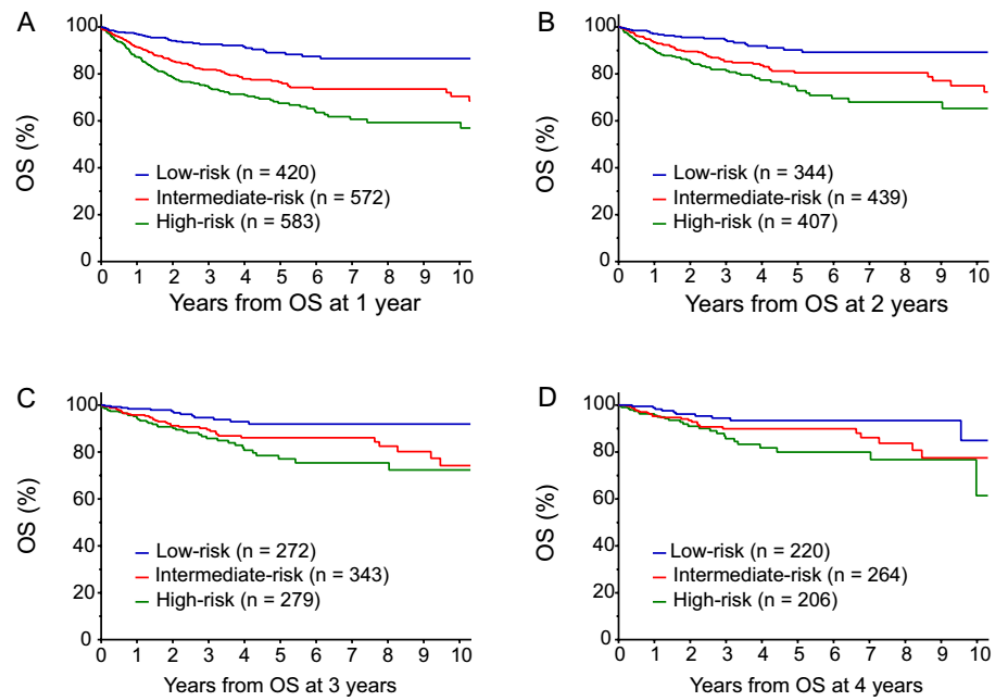 A
OS (%)
100
80
60
40
60
80
0
Low-risk (n = 420)
Intermediate-risk (n = 572)
High-risk (n = 583)
0 1 2 3 4 5 6 7 8 9 10
Years from OS at 1 year
B
OS (%)
100
80
60
40
60
80
0
Low-risk (n = 344)
Intermediate-risk (n = 439)
High-risk (n = 407)
0 1 2 3 4 5 6 7 8 9 10
Years from OS at 2 years
C
OS (%)
100
80
60
40
20
0
Low-risk (n = 272)
Intermediate-risk (n = 343)
High-risk (n = 279)
0 1 2 3 4 5 6 7 8 9 10
Years from OS at 3 years
D
OS (%)
100
80
60
40
20
0
Low-risk (n = 220)
Intermediate-risk (n = 264)
High-risk (n = 206)
0 1 2 3 4 5 6 7 8 9 10
Years from OS at 4 years